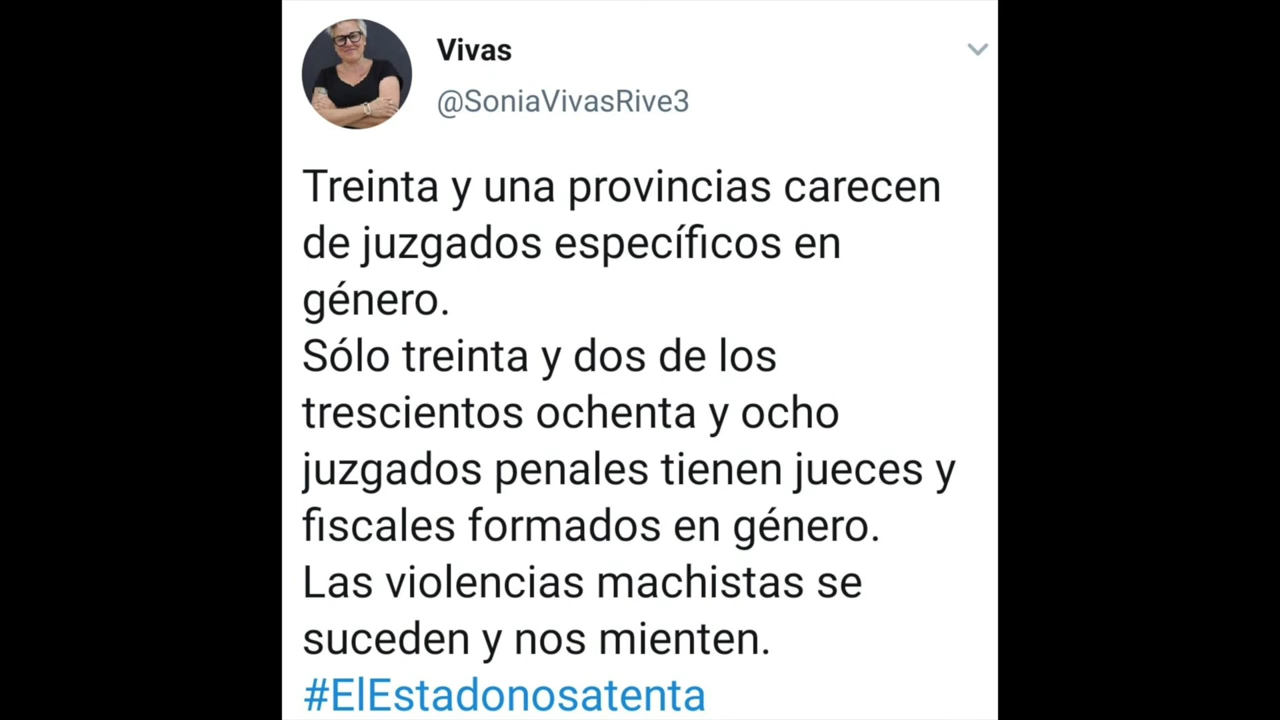 Vivas
@SoniaVivasRive3
Treinta y una provincias carecen
de juzgados específicos en
género.
Sólo treinta y dos de los
trescientos ochenta y ocho
juzgados penales tienen jueces y
fiscales formados en género.
Las violencias machistas se
suceden y nos mienten.
#ElEstadonosatenta